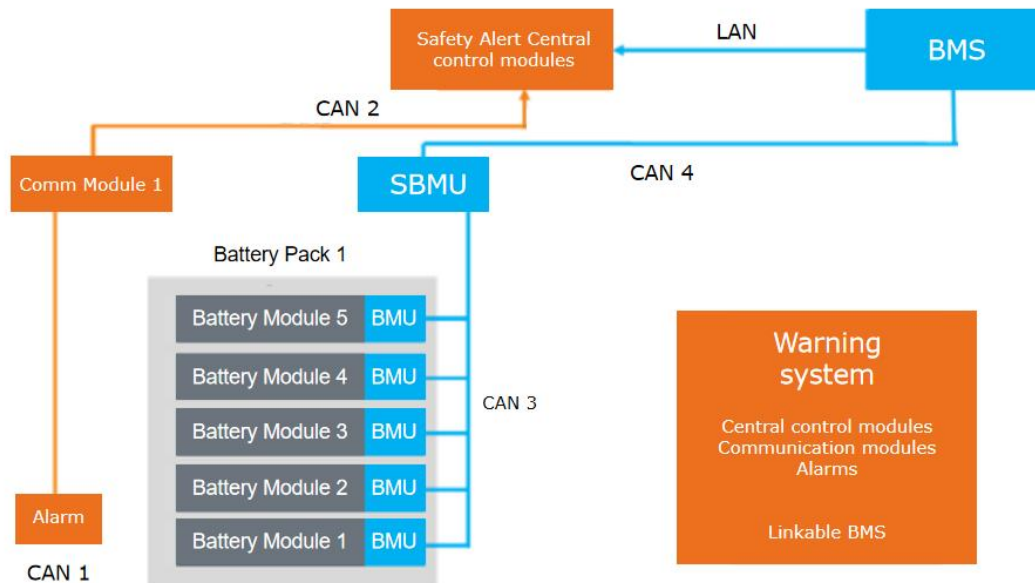 Safety Alert Central
control modules
LAN
BMS
CAN 2
Comm Module 1
SBMU
CAN 4
Battery Pack 1
Battery Module 5 BMU
Battery Module 4 BMU
Battery Module 3 BMU
Battery Module 2 BMU
Battery Module 1 BMU
CAN 3
Alarm
CAN 1
Warning
system
Central control modules
Communication modules
Alarms
Linkable BMS